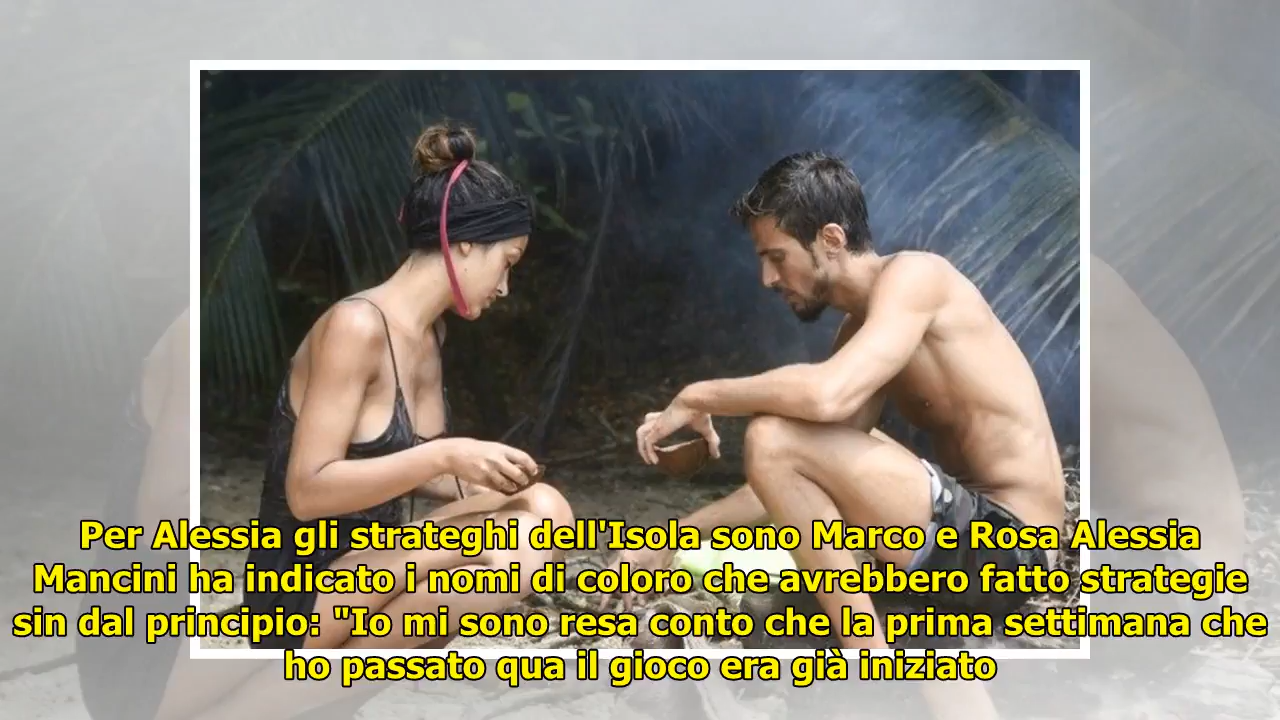 Per Alessia gli strateghi dell'Isola sono Marco e Rosa Alessia
Mancini ha indicato i nomi di coloro che avrebbero fatto strategie
sin dal principio: "Io mi sono resa conto che la prima settimana che
ho passato qua il gioco era già iniziato